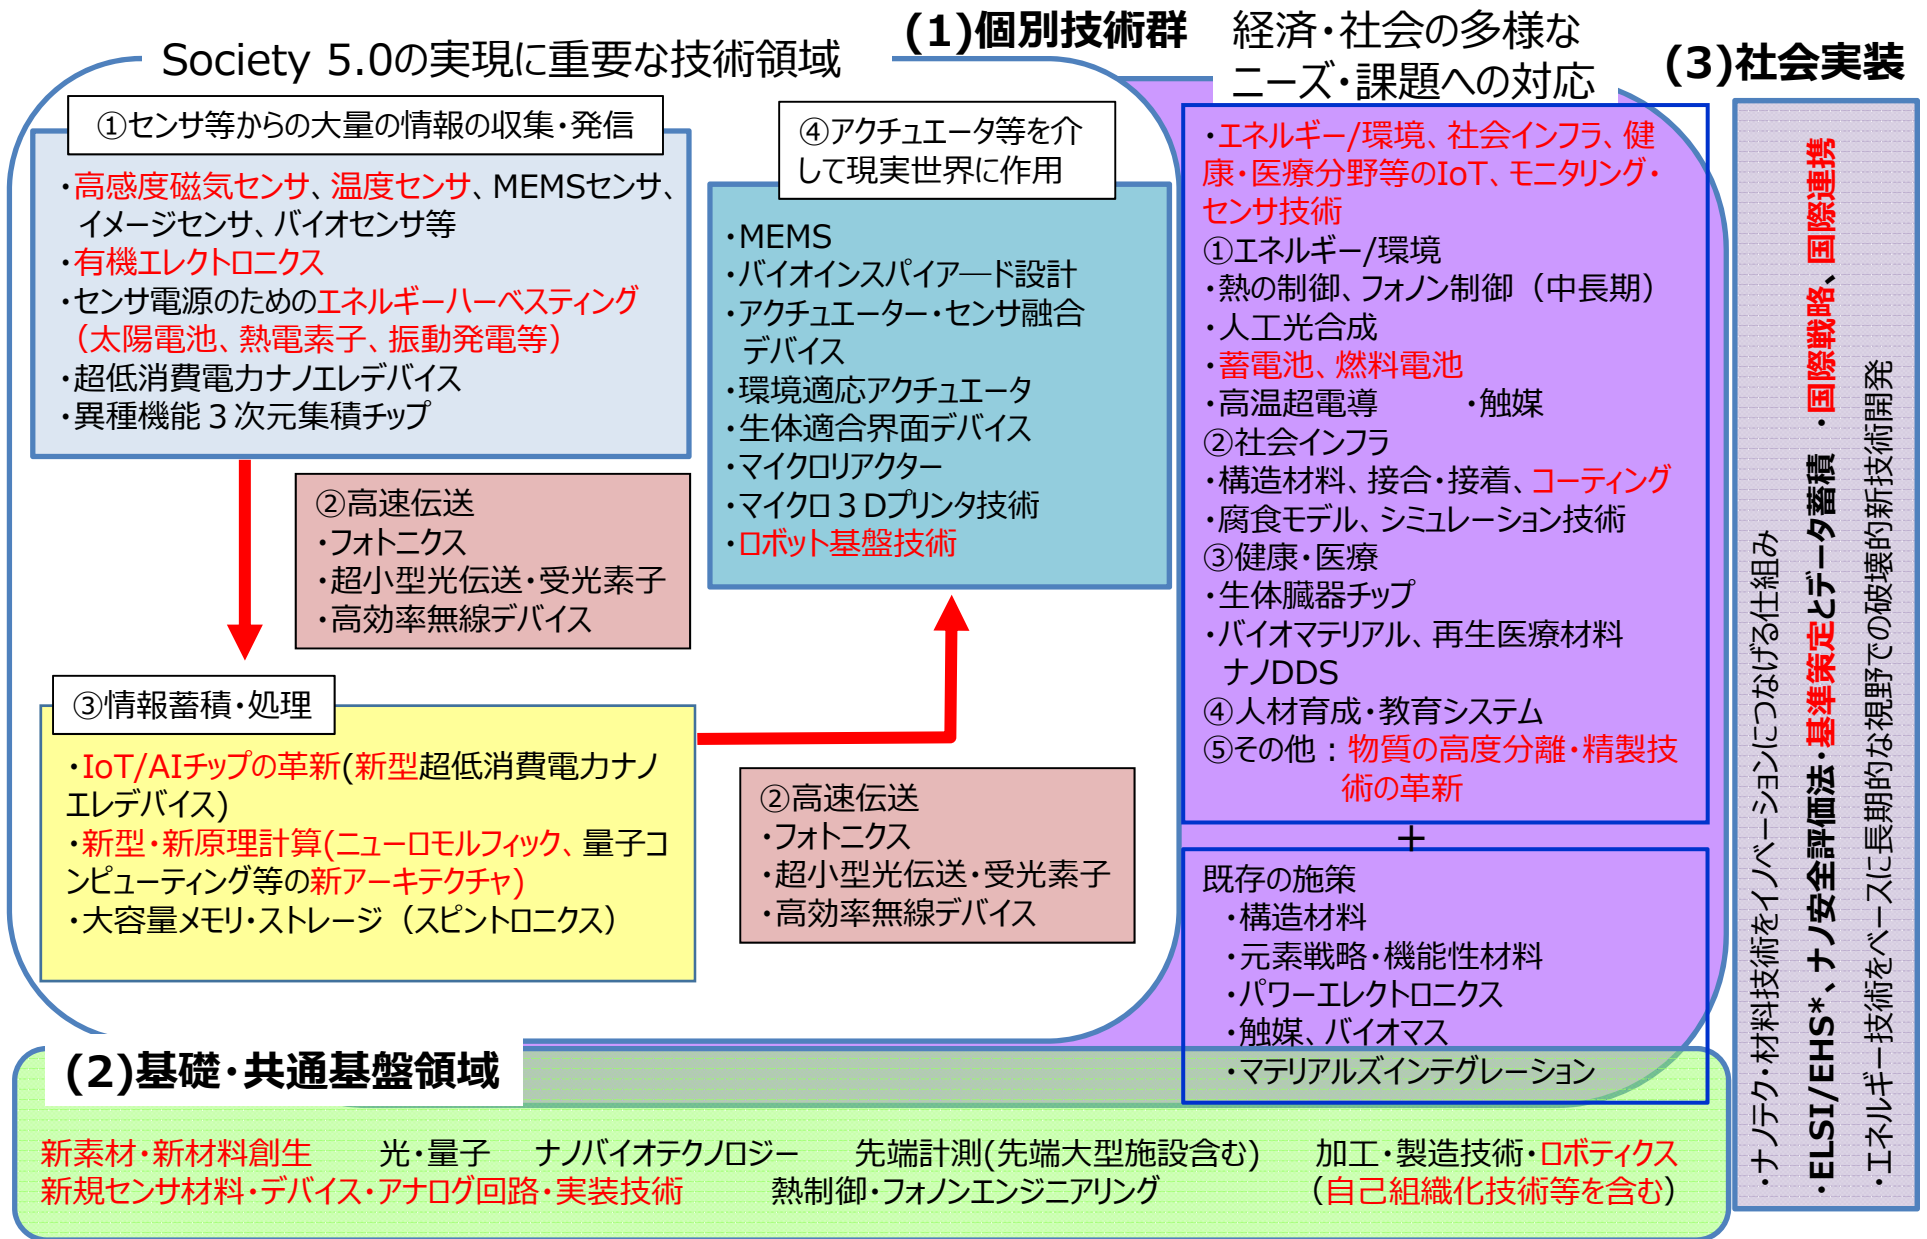 (1)個別技術群
Society 5.0の実現に重要な技術領域
①センサ等からの大量の情報の収集・発信
・高感度磁気センサ、温度センサ、MEMSセンサ、
イメージセンサ、バイオセンサ等
・有機エレクトロニクス
・センサ電源のためのエネルギーハーベスティング
（太陽電池、熱電素子、振動発電等）
・超低消費電力ナノエレデバイス
・異種機能３次元集積チップ
②高速伝送
・フォトニクス
・超小型光伝送・受光素子
・高効率無線デバイス
③情報蓄積・処理
・IoT/AIチップの革新(新型超低消費電力ナノ
エレデバイス)
・新型・新原理計算(ニューロモルフィック、量子コ
ンピューティング等の新アーキテクチャ)
・大容量メモリ・ストレージ（スピントロニクス）
②高速伝送
・フォトニクス
・超小型光伝送・受光素子
・高効率無線デバイス
④アクチュエータ等を介
して現実世界に作用
・MEMS
・バイオインスパイアード設計
・アクチュエーター・センサ融合
デバイス
・環境適応アクチュエータ
・生体適合界面デバイス
・マイクロリアクター
・マイクロ３Dプリンタ技術
・ロボット基盤技術
経済・社会の多様な
ニーズ・課題への対応
・エネルギー/環境、社会インフラ、健
康・医療分野等のIoT、モニタリング・
センサ技術
①エネルギー/環境
・熱の制御、フォノン制御（中長期）
・人工光合成
・蓄電池、燃料電池
・高温超電導　・触媒
②社会インフラ
・構造材料、接合・接着、コーティング
・腐食モデル、シミュレーション技術
③健康・医療
・生体臓器チップ
・バイオマテリアル、再生医療材料
ナノDDS
④人材育成・教育システム
⑤その他：物質の高度分離・精製技
術の革新
＋
既存の施策
・構造材料
・元素戦略・機能性材料
・パワーエレクトロニクス
・触媒、バイオマス
・マテリアルズインテグレーション
(2)基礎・共通基盤領域
新素材・新材料創生　光・量子　ナノバイオテクノロジー　先端計測(先端大型施設含む)　加工・製造技術・ロボティクス
新規センサ材料・デバイス・アナログ回路・実装技術　熱制御・フォノンエンジニアリング　（自己組織化技術等を含む）
(3)社会実装
・ナノテク・材料技術をイノベーションにつなげる仕組み
・ELSI/EHS*、ナノ安全評価法・基準策定とデータ蓄積　・国際戦略、国際連携
・エネルギー技術をベースに長期的な視野での破壊的新技術開発